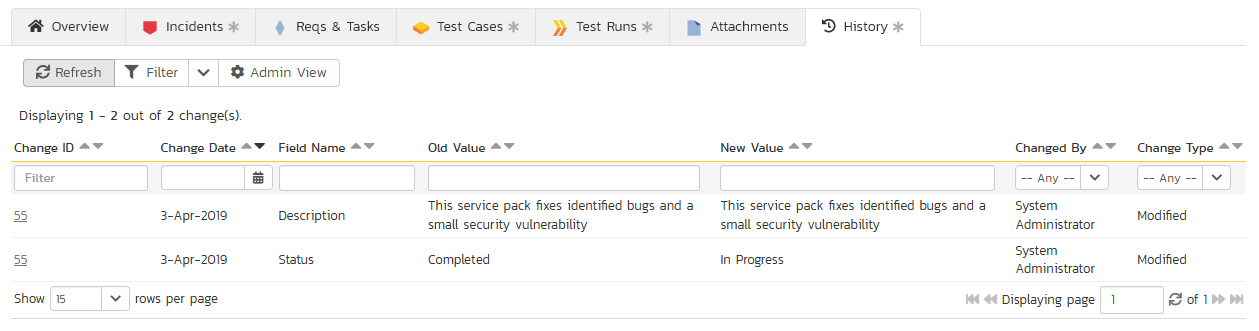 Overview Incidents * Reqs & Tasks Test Cases * Test Runs * Attachments History *
Refresh Filter Admin View
Displaying 1 - 2 out of 2 change(s).
Change ID Change Date Field Name Old Value New Value Changed By Change Type
Filter -- Any -- -- Any --
55 3-Apr-2019 Description This service pack fixes identified bugs and a This service pack fixes identified bugs and a System Modified
small security vulnerability small security vulnerability Administrator
55 3-Apr-2019 Status Completed In Progress System Modified
Administrator
Show 15 rows per page Displaying page 1 of 1